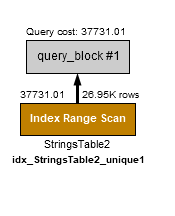 Query cost: 37731.01
query_block #1
37731.01 26.95K rows
Index Range Scan
StringsTable2
idx_StringsTable2_unique1